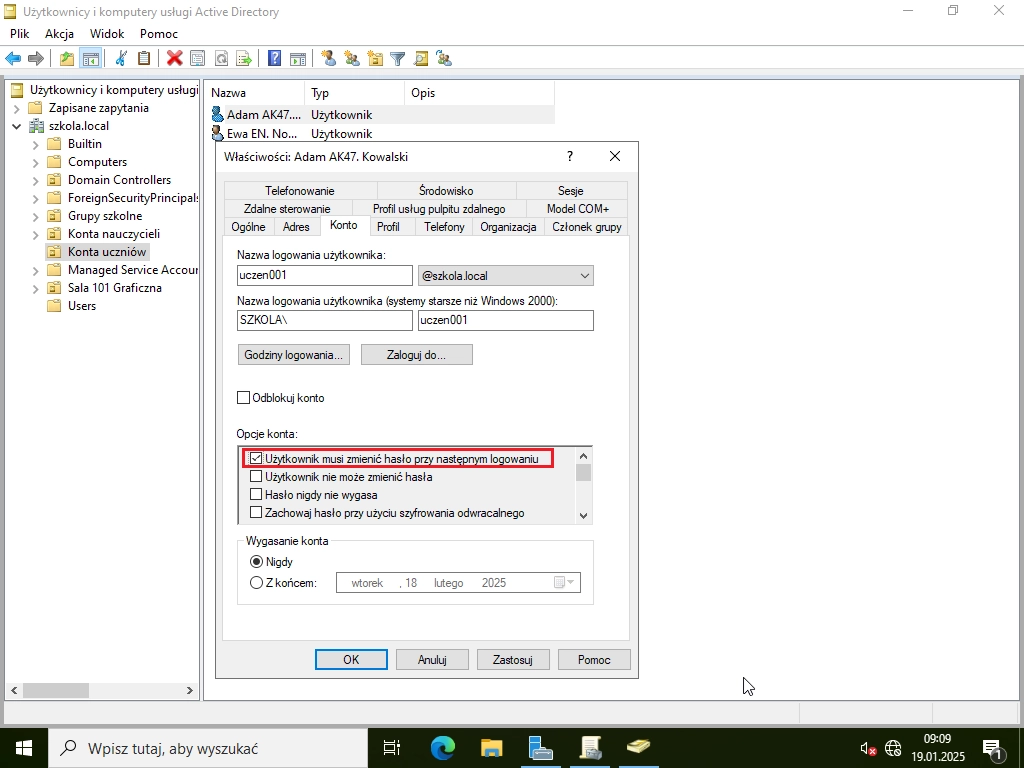 Użytkownicy i komputery usługi Active Directory
Plik Akcja Widok Pomoc
Użytkownicy i komputery usługi
Zapisane zapytania
szkola.local
Builtin
Computers
Domain Controllers
ForeignSecurityPrincipals
Grupy szkolne
Konta nauczycieli
Konta uczniów
Managed Service Accour
Sala 101 Graficzna
Users
Nazwa Typ Opis
Adam AK47.... Użytkownik
Ewa EN. No... Użytkownik
Właściwości: Adam AK47. Kowalski ?
Telefonowanie Środowisko Sesje
Zdalne sterowanie Profil usług pulpitu zdalnego Model COM+
Ogólne Adres Konto Profil Telefony Organizacja Członek grupy
Nazwa logowania użytkownika:
uczen001 @szkola.local
Nazwa logowania użytkownika (systemy starsze niż Windows 2000):
SZKOLA\ uczen001
Godziny logowania... Zaloguj do...
Odblokuj konto
Opcje konta:
Użytkownik musi zmienić hasło przy następnym logowaniu
Użytkownik nie może zmienić hasła
Hasło nigdy nie wygasa
Zachowaj hasło przy użyciu szyfrowania odwracalnego
Wygasanie konta
Nigdy
Z końcem: wtorek , 18 lutego 2025
OK Anuluj Zastosuj Pomoc
Wpisz tutaj, aby wyszukać
09:09
19.01.2025
1